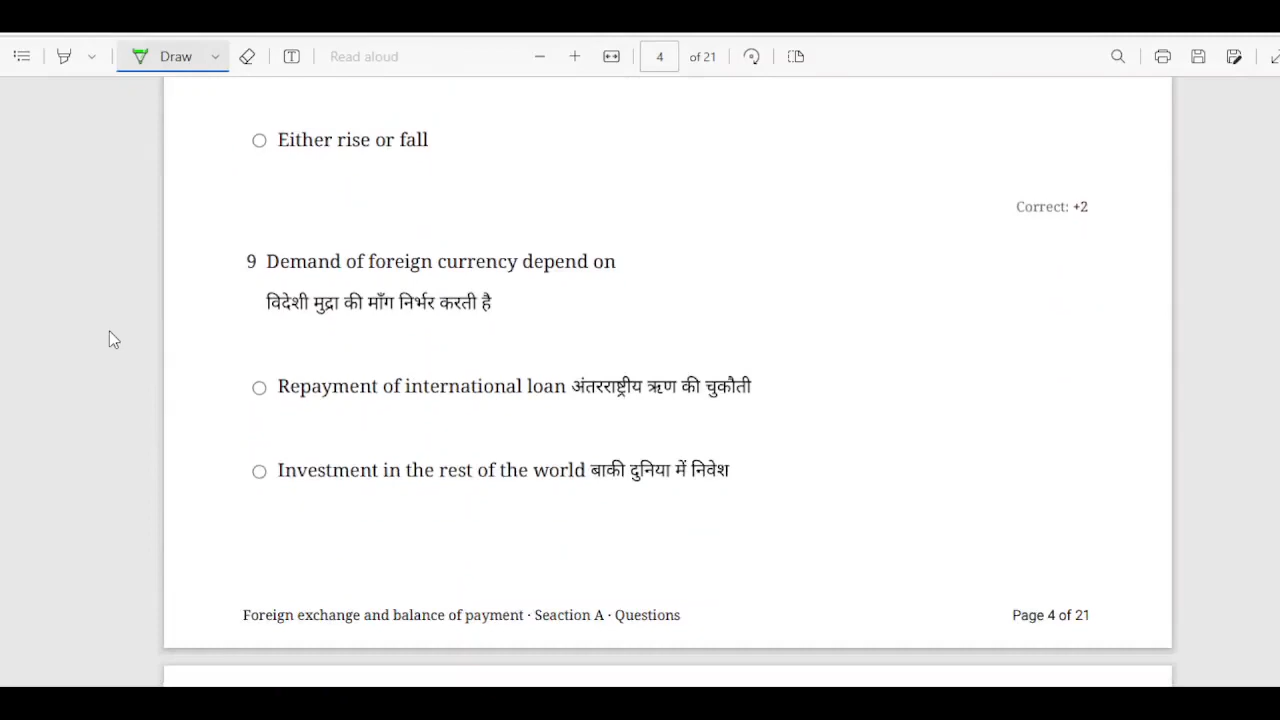 Draw
Read aloud
4 of 21
Either rise or fall
Correct: +2
9 Demand of foreign currency depend on
विदेशी मुद्रा की माँग निर्भर करती है
Repayment of international loan अंतरराष्ट्रीय ऋण की चुकौती
Investment in the rest of the world बाकी दुनिया में निवेश
Foreign exchange and balance of payment · Seaction A · Questions
Page 4 of 21